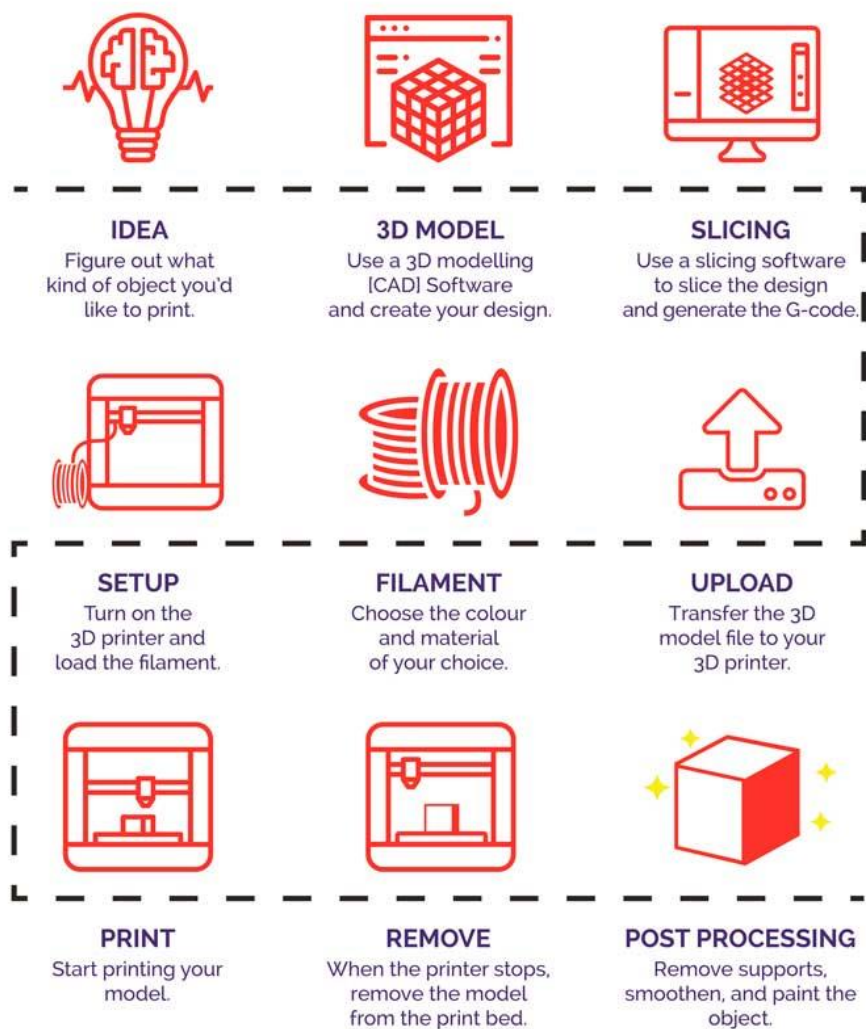 IDEA
Figure out what
kind of object you'd
like to print.
3D MODEL
Use a 3D modelling
[CAD] Software
and create your design.
SLICING
Use a slicing software
to slice the design
and generate the G-code.
SETUP
Turn on the
3D printer and
load the filament.
FILAMENT
Choose the colour
and material
of your choice.
UPLOAD
Transfer the 3D
model file to your
3D printer.
PRINT
Start printing your
model.
REMOVE
When the printer stops,
remove the model
from the print bed.
POST PROCESSING
Remove supports,
smoothen, and paint the
object.